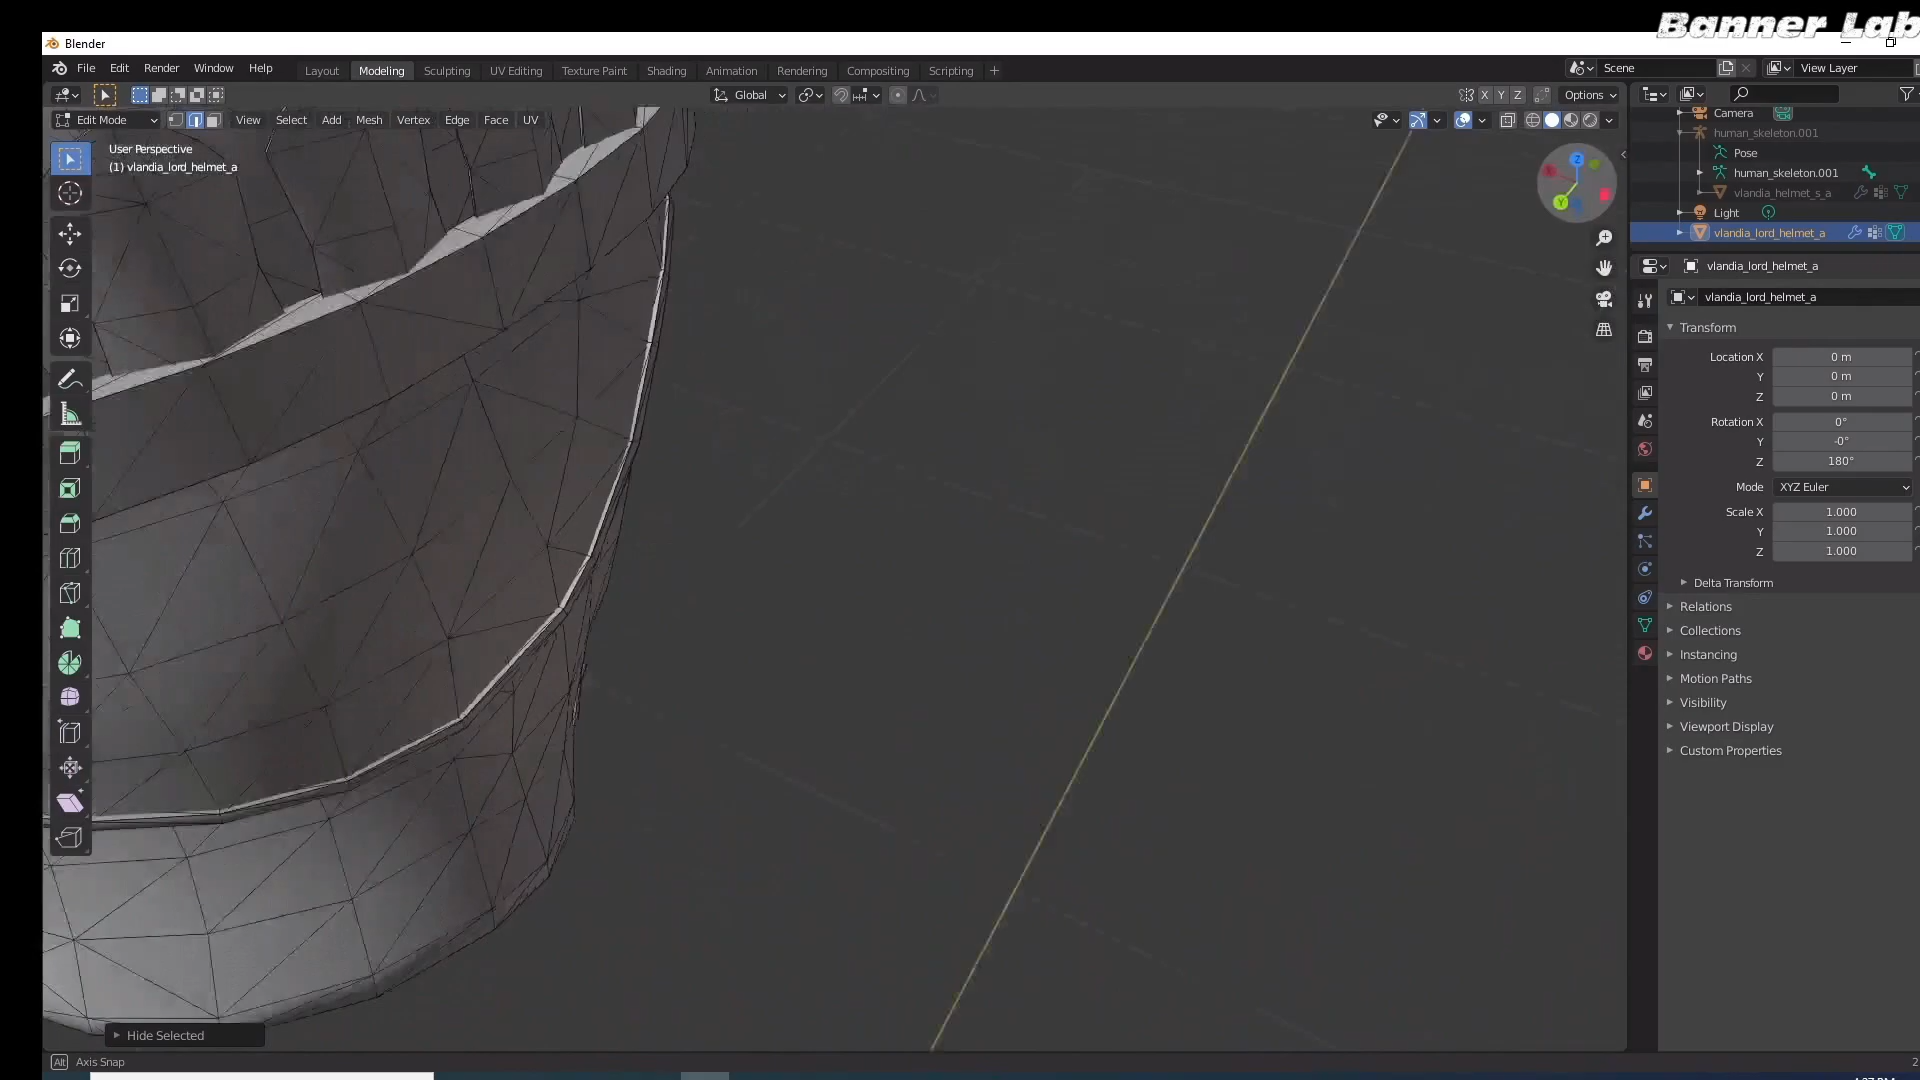 Banner Lab
Blender
File Edit Render Window Help
Layout Modeling Sculpting UV Editing Texture Paint Shading Animation Rendering Compositing Scripting +
Scene
View Layer
Global
X Y Z
Options
Edit Mode
View Select Add Mesh Vertex Edge Face UV
User Perspective
(1) vlandia_lord_helmet_a
Z
Y
Camera
human_skeleton.001
Pose
human_skeleton.001
vlandia_helmet_s_a
Light
vlandia_lord_helmet_a
vlandia_lord_helmet_a
vlandia_lord_helmet_a
Transform
Location X 0 m
Y 0 m
Z 0 m
Rotation X 0°
Y -0°
Z 180°
Mode XYZ Euler
Scale X 1.000
Y 1.000
Z 1.000
Delta Transform
Relations
Collections
Instancing
Motion Paths
Visibility
Viewport Display
Custom Properties
Hide Selected
Alt Axis Snap
2